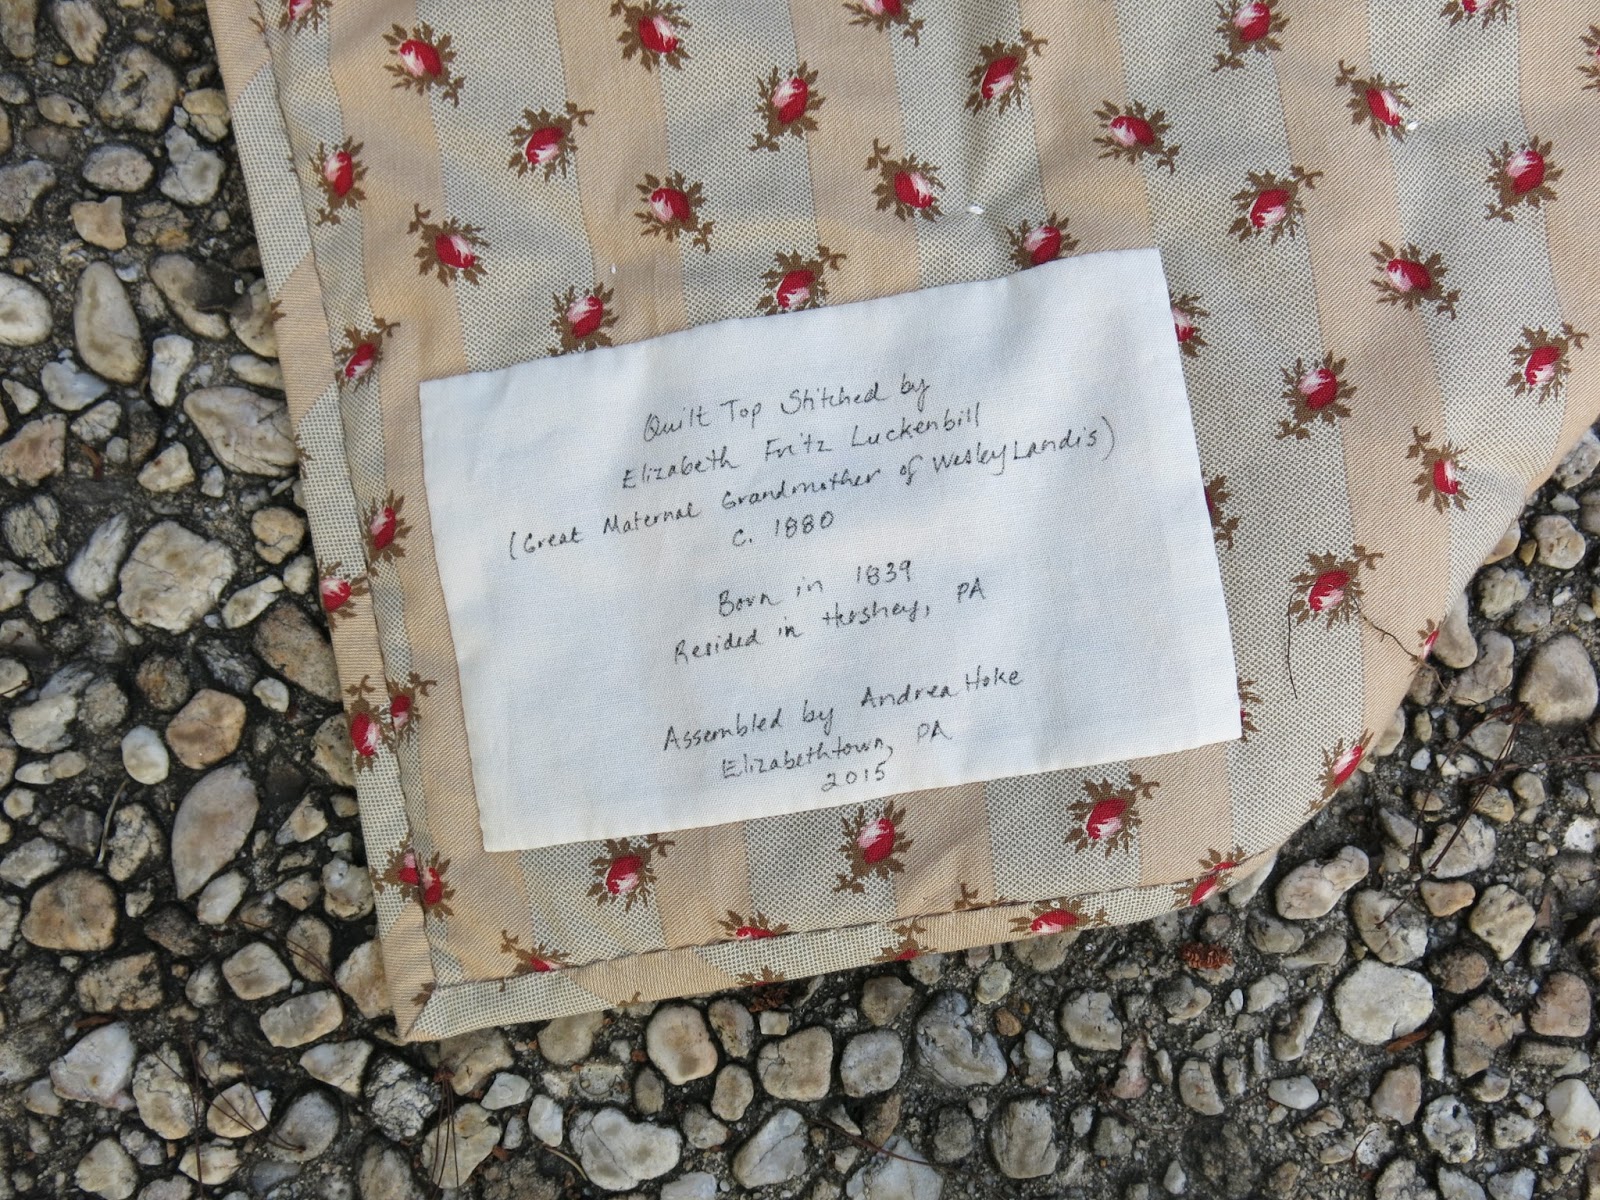 Quilt Top Stitched by
Elizabeth Fritz Luckenbill
(Great Maternal Grandmother of Wesley Landis)
c. 1880
Born in 1839
Resided in Hershey, PA
Assembled by Andrea Hoke
Elizabethtown, PA
2015